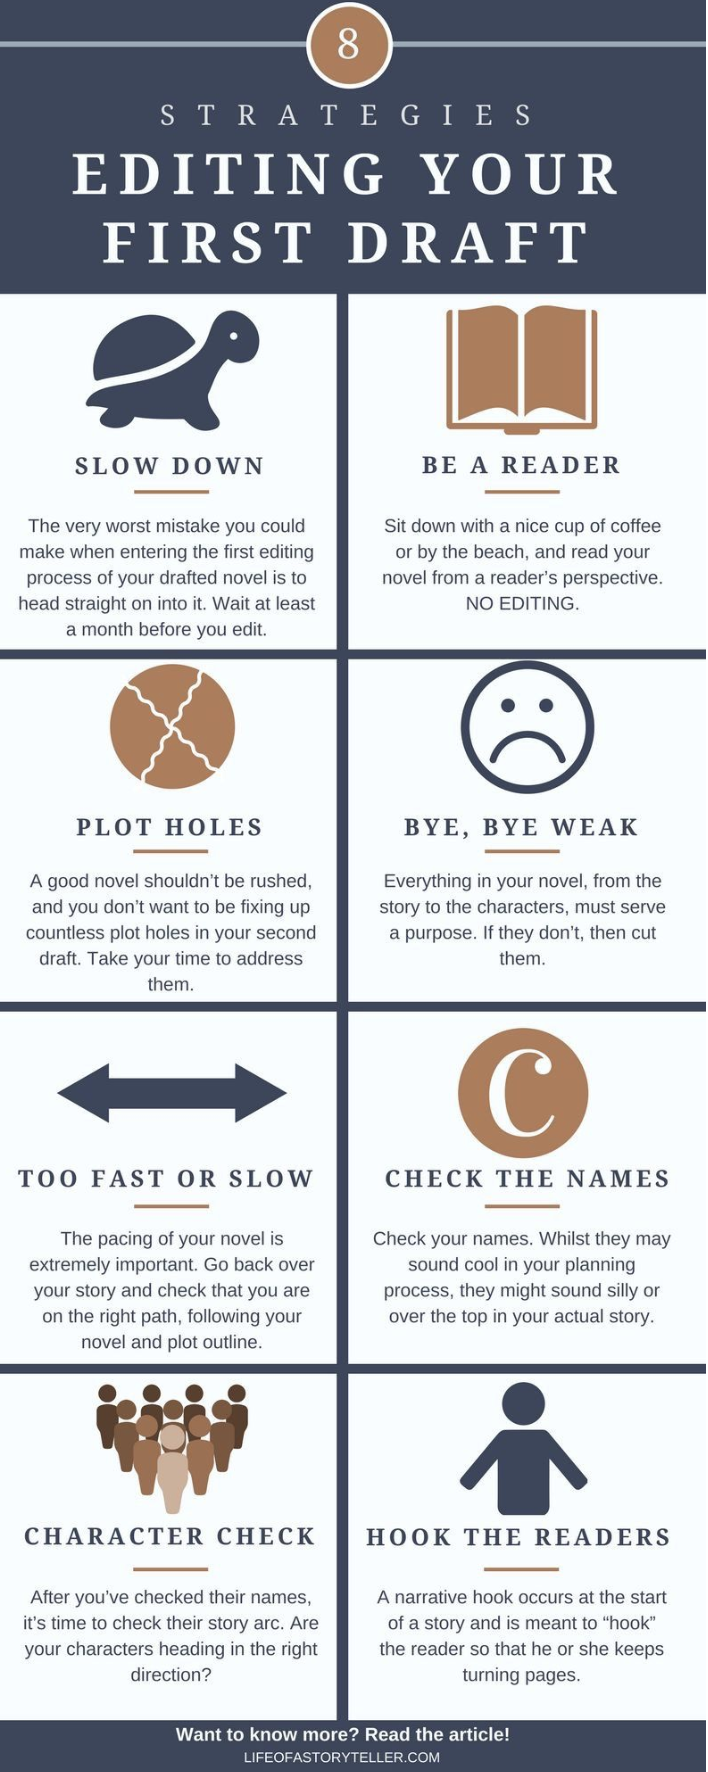 8
STRATEGIES
EDITING YOUR
FIRST DRAFT
SLOW DOWN
The very worst mistake you could
make when entering the first editing
process of your drafted novel is to
head straight on into it. Wait at least
a month before you edit.
BE A READER
Sit down with a nice cup of coffee
or by the beach, and read your
novel from a reader’s perspective.
NO EDITING.
PLOT HOLES
A good novel shouldn’t be rushed,
and you don’t want to be fixing up
countless plot holes in your second
draft. Take your time to address
them.
BYE, BYE WEAK
Everything in your novel, from the
story to the characters, must serve
a purpose. If they don’t, then cut
them.
TOO FAST OR SLOW
The pacing of your novel is
extremely important. Go back over
your story and check that you are
on the right path, following your
novel and plot outline.
C
CHECK THE NAMES
Check your names. Whilst they may
sound cool in your planning
process, they might sound silly or
over the top in your actual story.
CHARACTER CHECK
After you’ve checked their names,
it’s time to check their story arc. Are
your characters heading in the right
direction?
HOOK THE READERS
A narrative hook occurs at the start
of a story and is meant to “hook”
the reader so that he or she keeps
turning pages.
Want to know more? Read the article!
LIFEOFASTORYTELLER.COM